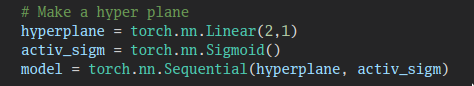 # Make a hyper plane
hyperplane = torch.nn.Linear(2,1)
activ_sigm = torch.nn.Sigmoid()
model = torch.nn.Sequential(hyperplane, activ_sigm)